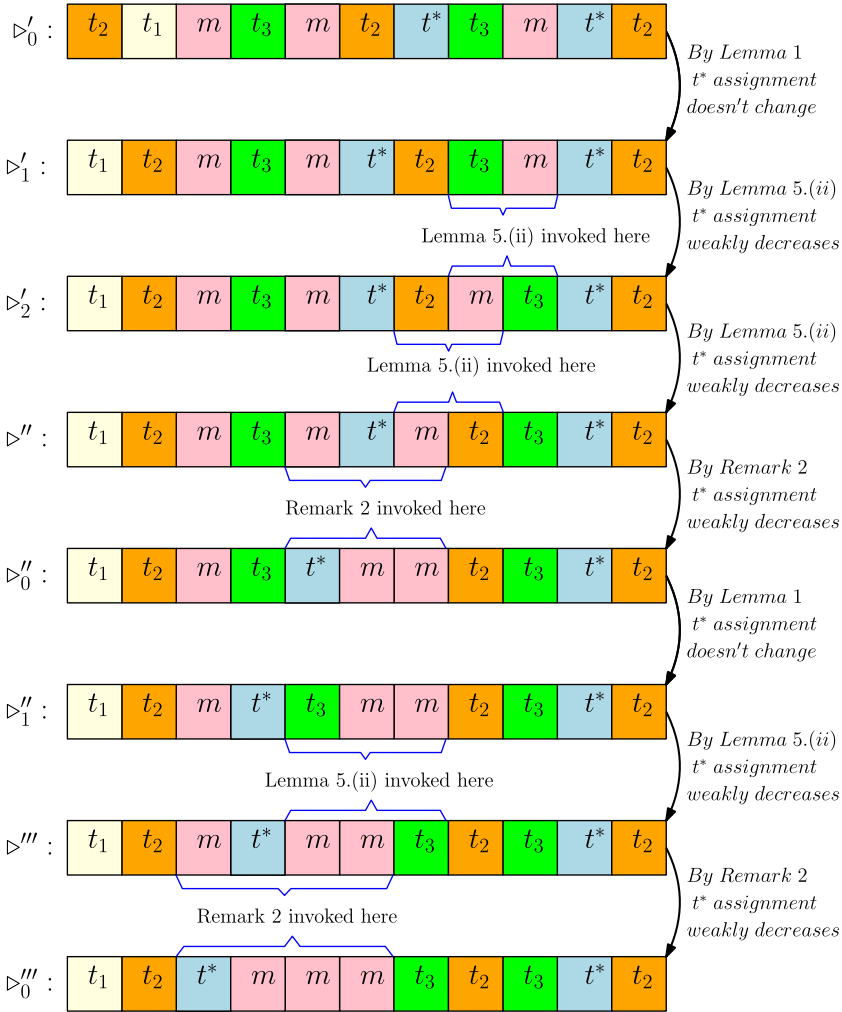 ▷′₀ : t₂ t₁ m t₃ m t₂ t* t₃ m t* t₂
By Lemma 1
t* assignment
doesn't change
▷′₁ : t₁ t₂ m t₃ m t* t₂ t₃ m t* t₂
By Lemma 5.(ii)
t* assignment
weakly decreases
Lemma 5.(ii) invoked here
▷′₂ : t₁ t₂ m t₃ m t* t₂ m t₃ t* t₂
By Lemma 5.(ii)
t* assignment
weakly decreases
Lemma 5.(ii) invoked here
▷″ : t₁ t₂ m t₃ m t* m t₂ t₃ t* t₂
By Remark 2
t* assignment
weakly decreases
Remark 2 invoked here
▷″₀ : t₁ t₂ m t₃ t* m m t₂ t₃ t* t₂
By Lemma 1
t* assignment
doesn't change
▷″₁ : t₁ t₂ m t* t₃ m m t₂ t₃ t* t₂
By Lemma 5.(ii)
t* assignment
weakly decreases
Lemma 5.(ii) invoked here
▷‴ : t₁ t₂ m t* m m t₃ t₂ t₃ t* t₂
By Remark 2
t* assignment
weakly decreases
Remark 2 invoked here
▷‴₀ : t₁ t₂ t* m m m t₃ t₂ t₃ t* t₂